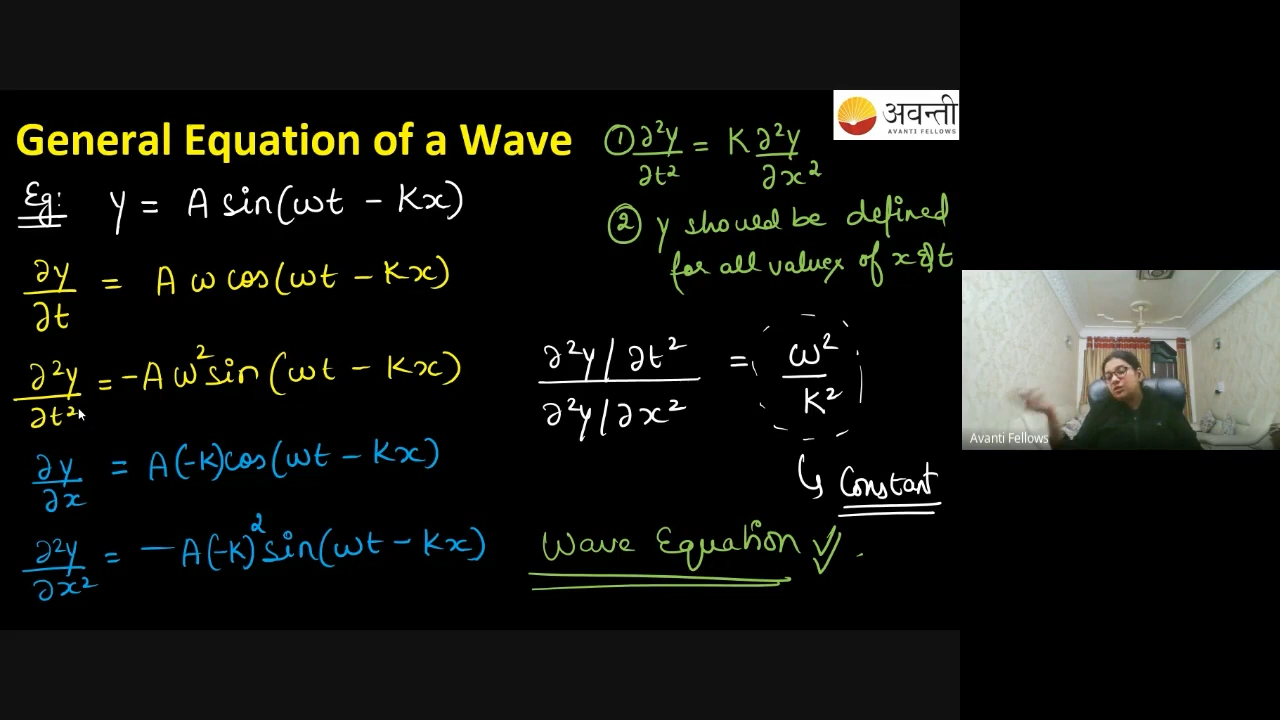 General Equation of a Wave
Eg: y = A sin(ωt - Kx)
∂y/∂t = A ω cos(ωt - Kx)
∂²y/∂t² = -A ω² sin(ωt - Kx)
∂y/∂x = A(-K)cos(ωt - Kx)
∂²y/∂x² = -A(-K)² sin(ωt - Kx)
① ∂²y/∂t² = K ∂²y/∂x²
② y should be defined
for all values of x & t
(∂²y/∂t²)/(∂²y/∂x²) = ω²/K²
↳ Constant
Wave Equation ✓✓
अवन्ती
AVANTI FELLOWS
Avanti Fellows